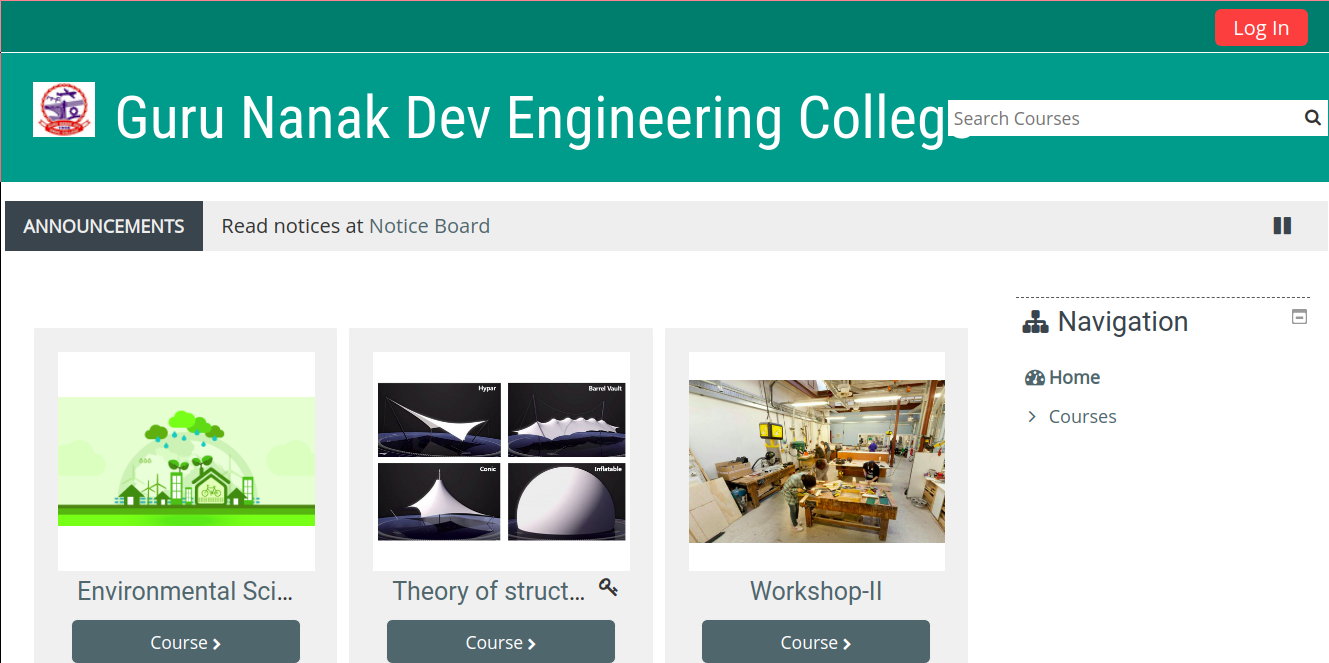 Log In
Guru Nanak Dev Engineering College
Search Courses
ANNOUNCEMENTS
Read notices at Notice Board
Navigation
Home
Courses
Hypar
Barrel Vault
Conic
Inflatable
Environmental Sci...
Theory of struct...
Workshop-II
Course
Course
Course